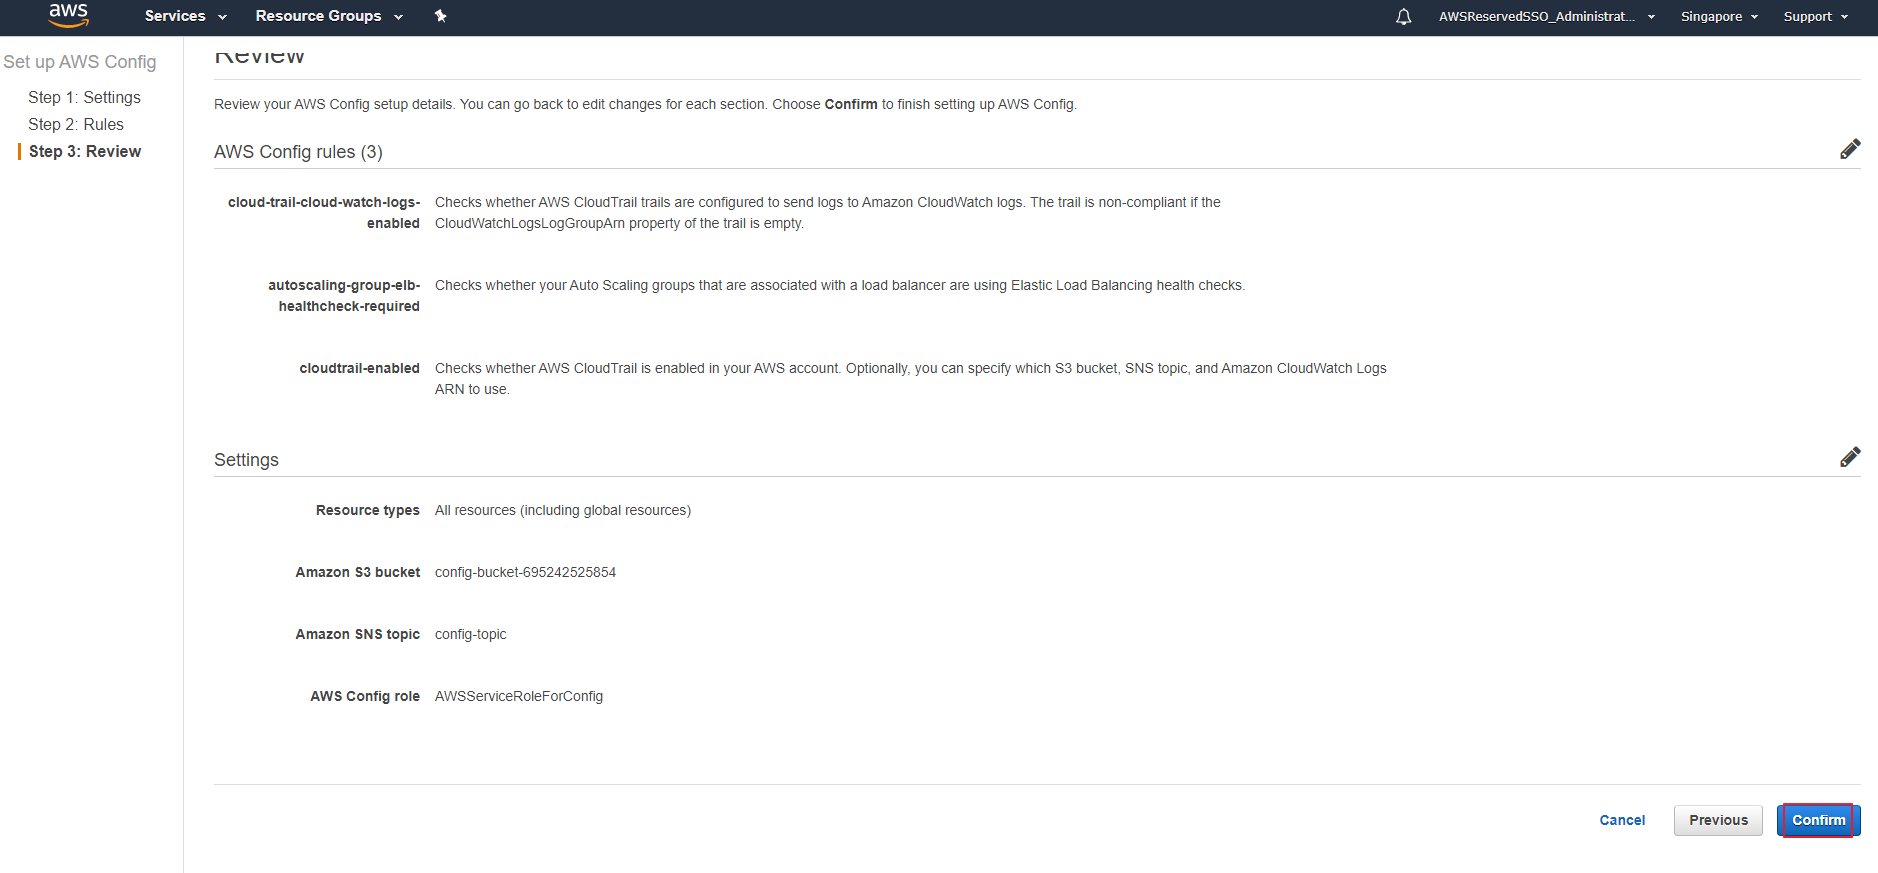 aws Services Resource Groups AWSReservedSSO_Administrat... Singapore Support
Set up AWS Config
Step 1: Settings
Step 2: Rules
Step 3: Review
Review
Review your AWS Config setup details. You can go back to edit changes for each section. Choose Confirm to finish setting up AWS Config.
AWS Config rules (3)
cloud-trail-cloud-watch-logs-
enabled
Checks whether AWS CloudTrail trails are configured to send logs to Amazon CloudWatch logs. The trail is non-compliant if the
CloudWatchLogsLogGroupArn property of the trail is empty.
autoscaling-group-elb-
healthcheck-required
Checks whether your Auto Scaling groups that are associated with a load balancer are using Elastic Load Balancing health checks.
cloudtrail-enabled
Checks whether AWS CloudTrail is enabled in your AWS account. Optionally, you can specify which S3 bucket, SNS topic, and Amazon CloudWatch Logs
ARN to use.
Settings
Resource types All resources (including global resources)
Amazon S3 bucket config-bucket-695242525854
Amazon SNS topic config-topic
AWS Config role AWSServiceRoleForConfig
Cancel Previous Confirm